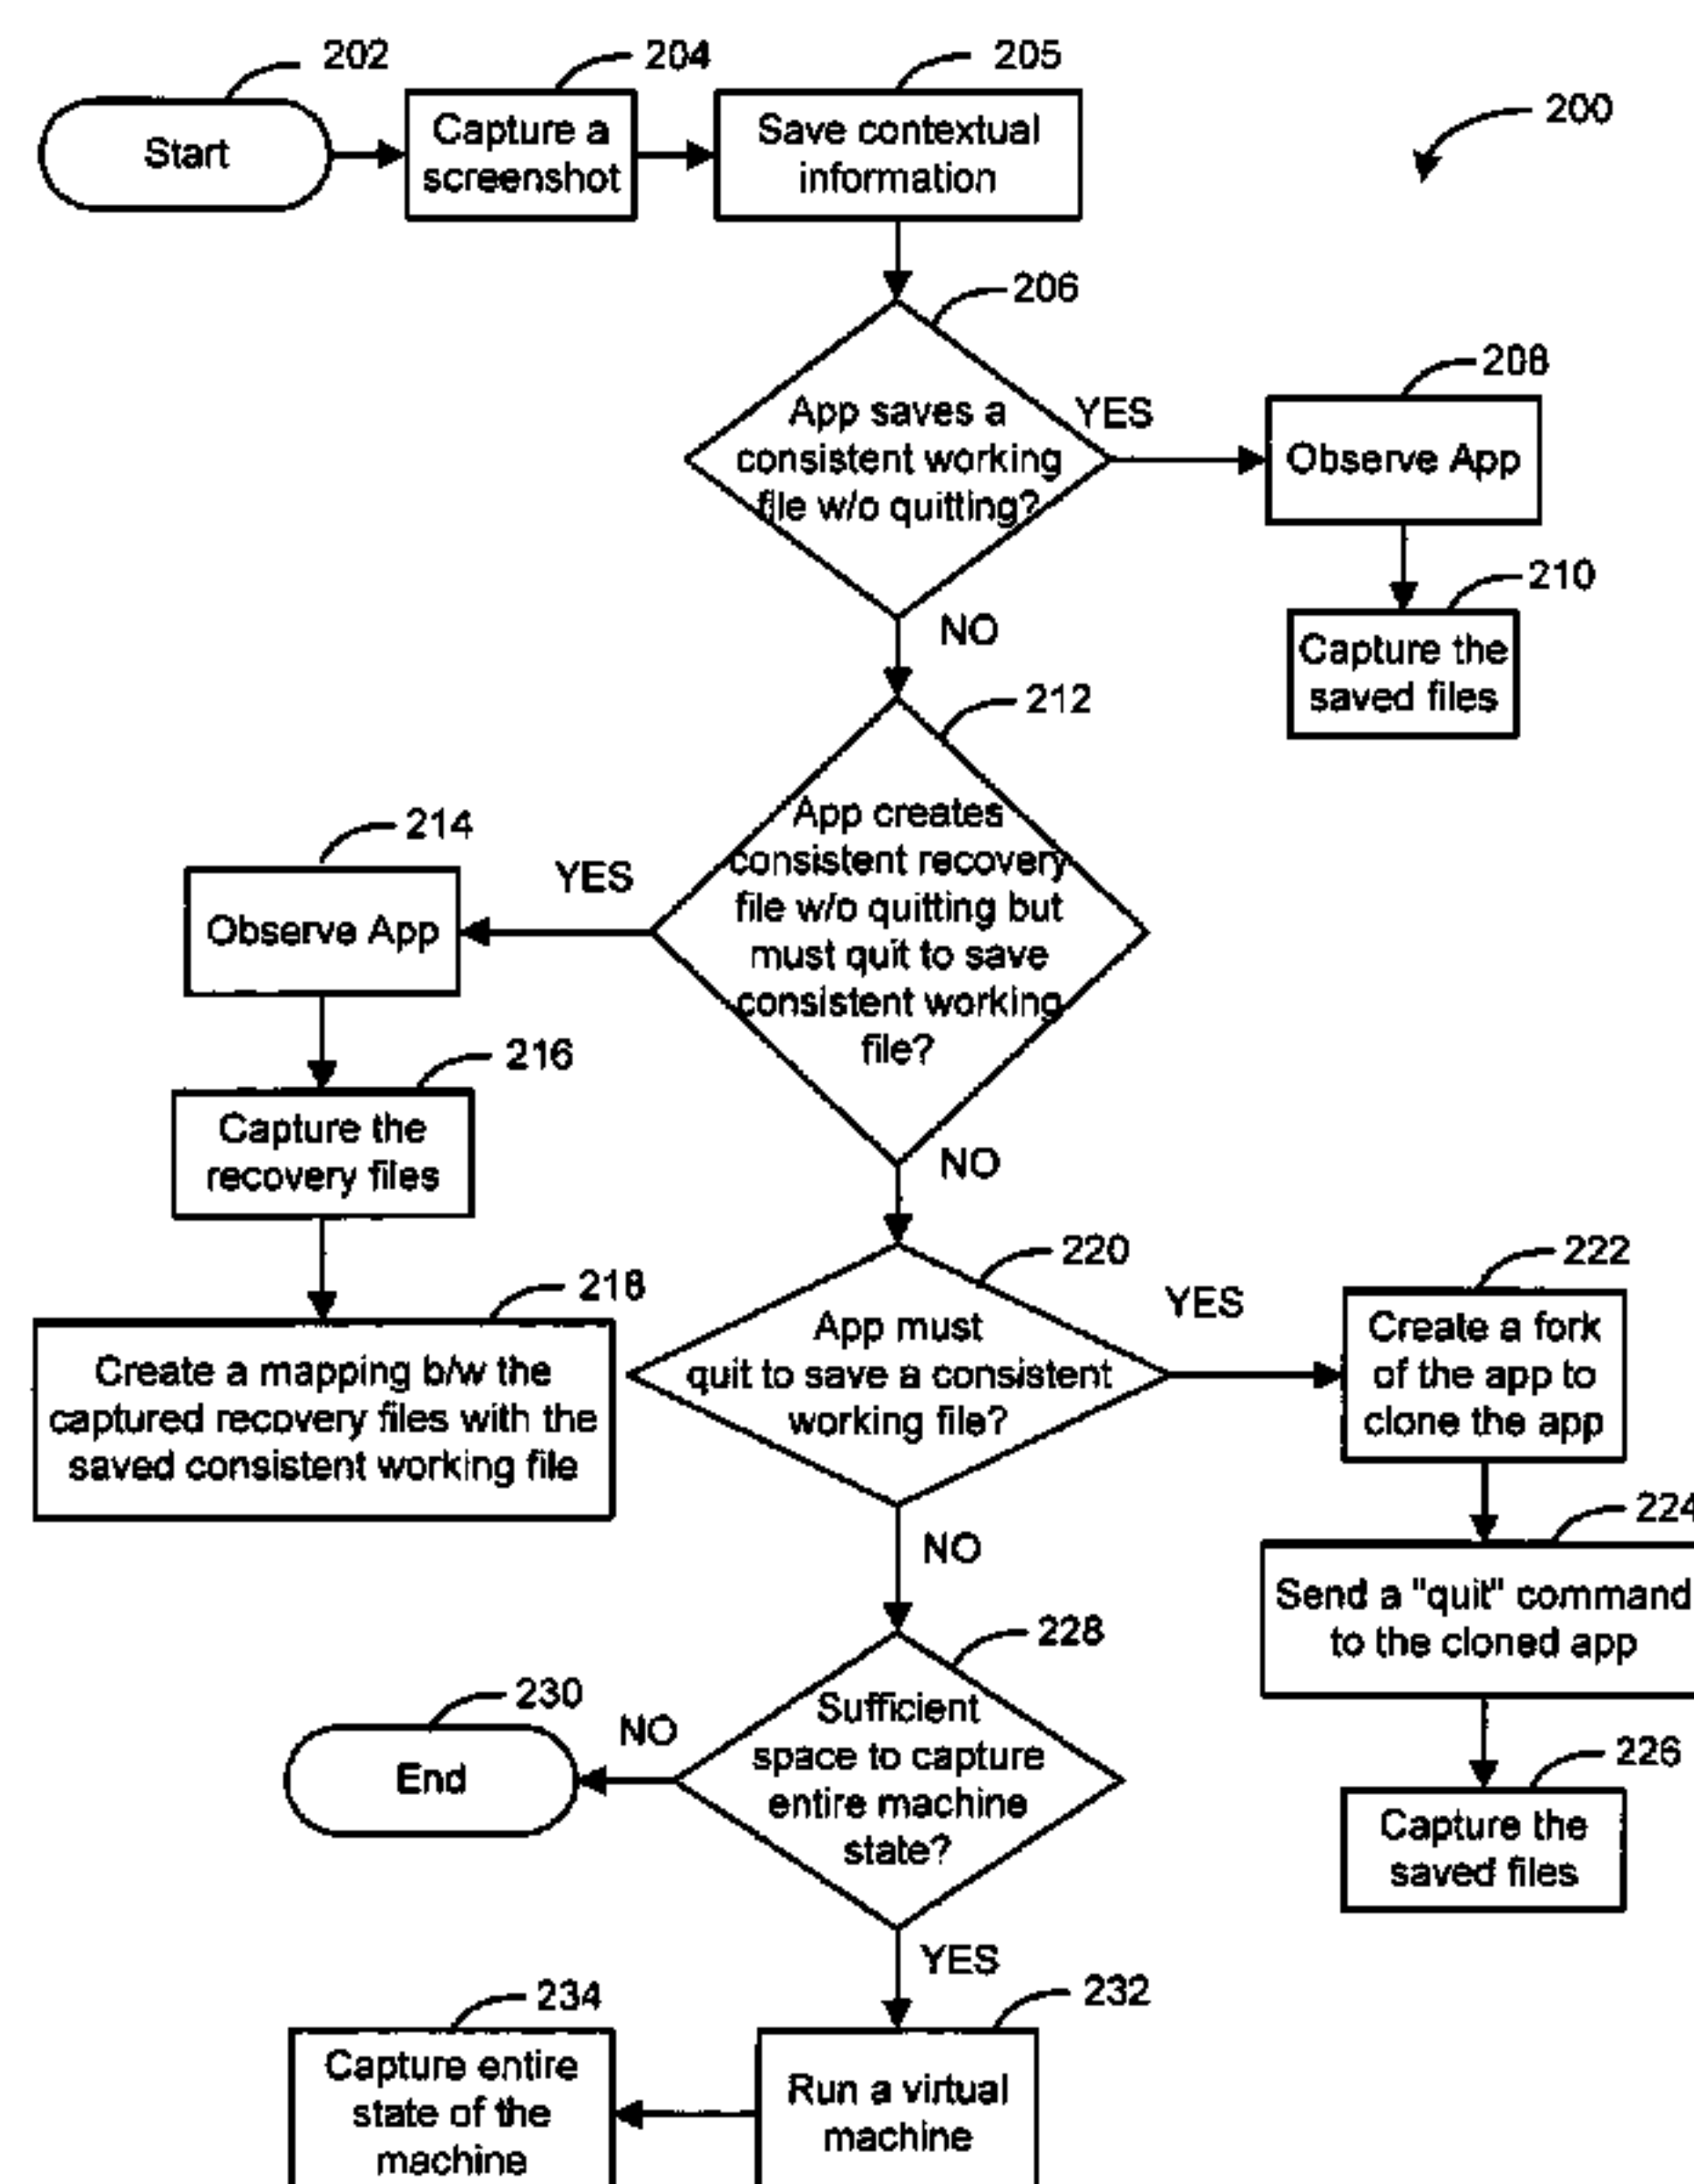 202
204
205
200
Start
Capture a
screenshot
Save contextual
information
206
208
App saves a
consistent working
file w/o quitting?
YES
Observe App
210
NO
Capture the
saved files
212
214
App creates
consistent recovery
file w/o quitting but
must quit to save
consistent working
file?
YES
Observe App
216
Capture the
recovery files
NO
218
220
222
Create a mapping b/w the
captured recovery files with the
saved consistent working file
App must
quit to save a consistent
working file?
YES
Create a fork
of the app to
clone the app
224
NO
Send a "quit" command
to the cloned app
228
230
226
Sufficient
space to capture
entire machine
state?
NO
End
Capture the
saved files
YES
234
232
Capture entire
state of the
machine
Run a virtual
machine